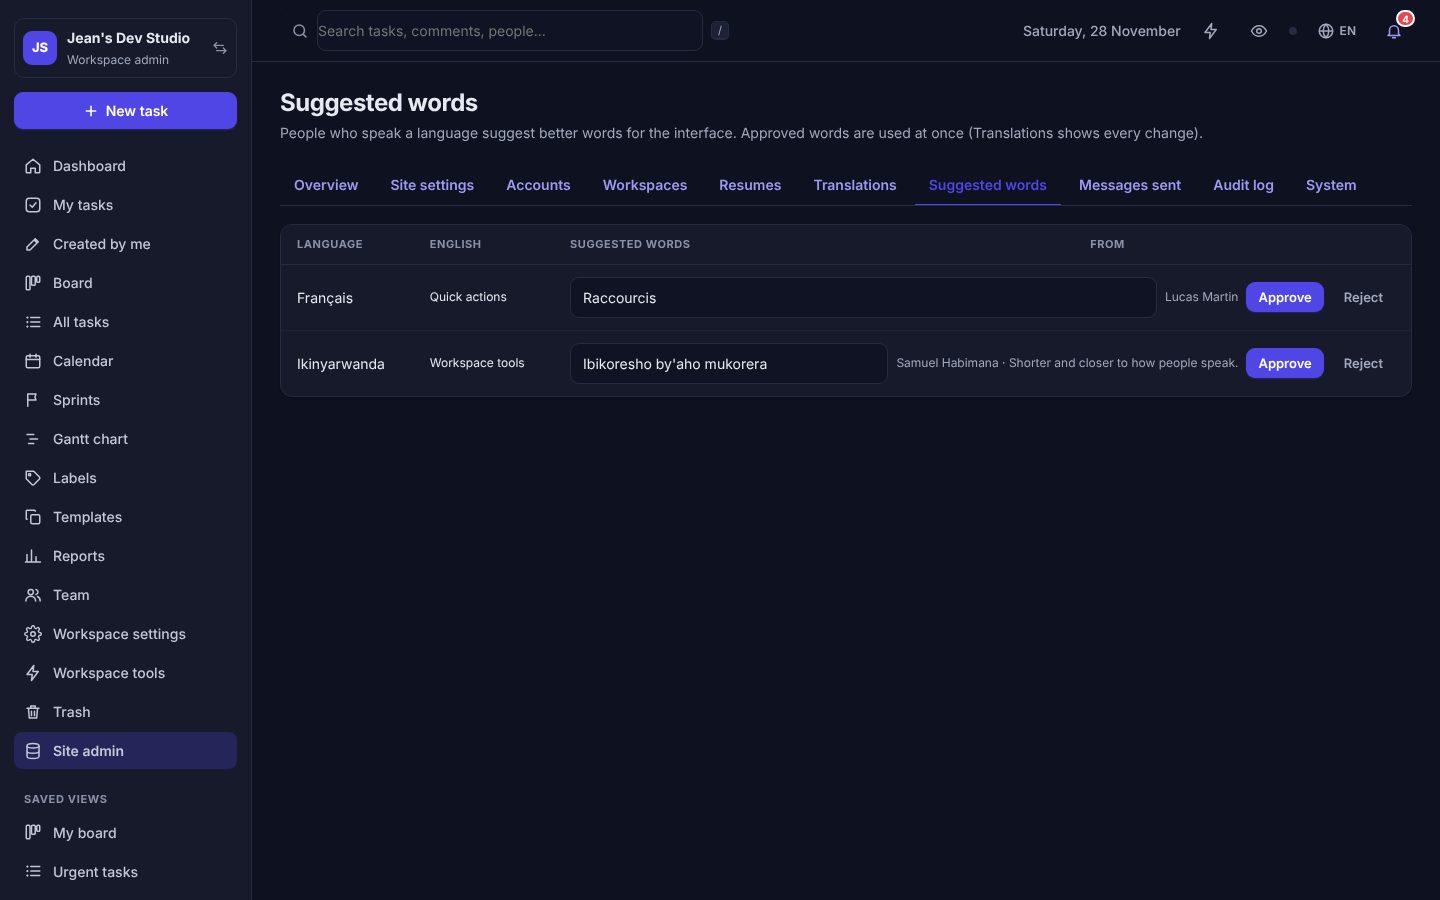 JS
Jean's Dev Studio
Workspace admin
New task
Dashboard
My tasks
Created by me
Board
All tasks
Calendar
Sprints
Gantt chart
Labels
Templates
Reports
Team
Workspace settings
Workspace tools
Trash
Site admin
SAVED VIEWS
My board
Urgent tasks
Search tasks, comments, people...
/
Saturday, 28 November
EN
4
Suggested words
People who speak a language suggest better words for the interface. Approved words are used at once (Translations shows every change).
Overview Site settings Accounts Workspaces Resumes Translations Suggested words Messages sent Audit log System
LANGUAGE ENGLISH SUGGESTED WORDS FROM
Français Quick actions Raccourcis Lucas Martin Approve Reject
Ikinyarwanda Workspace tools Ibikoresho by'aho mukorera Samuel Habimana · Shorter and closer to how people speak. Approve Reject